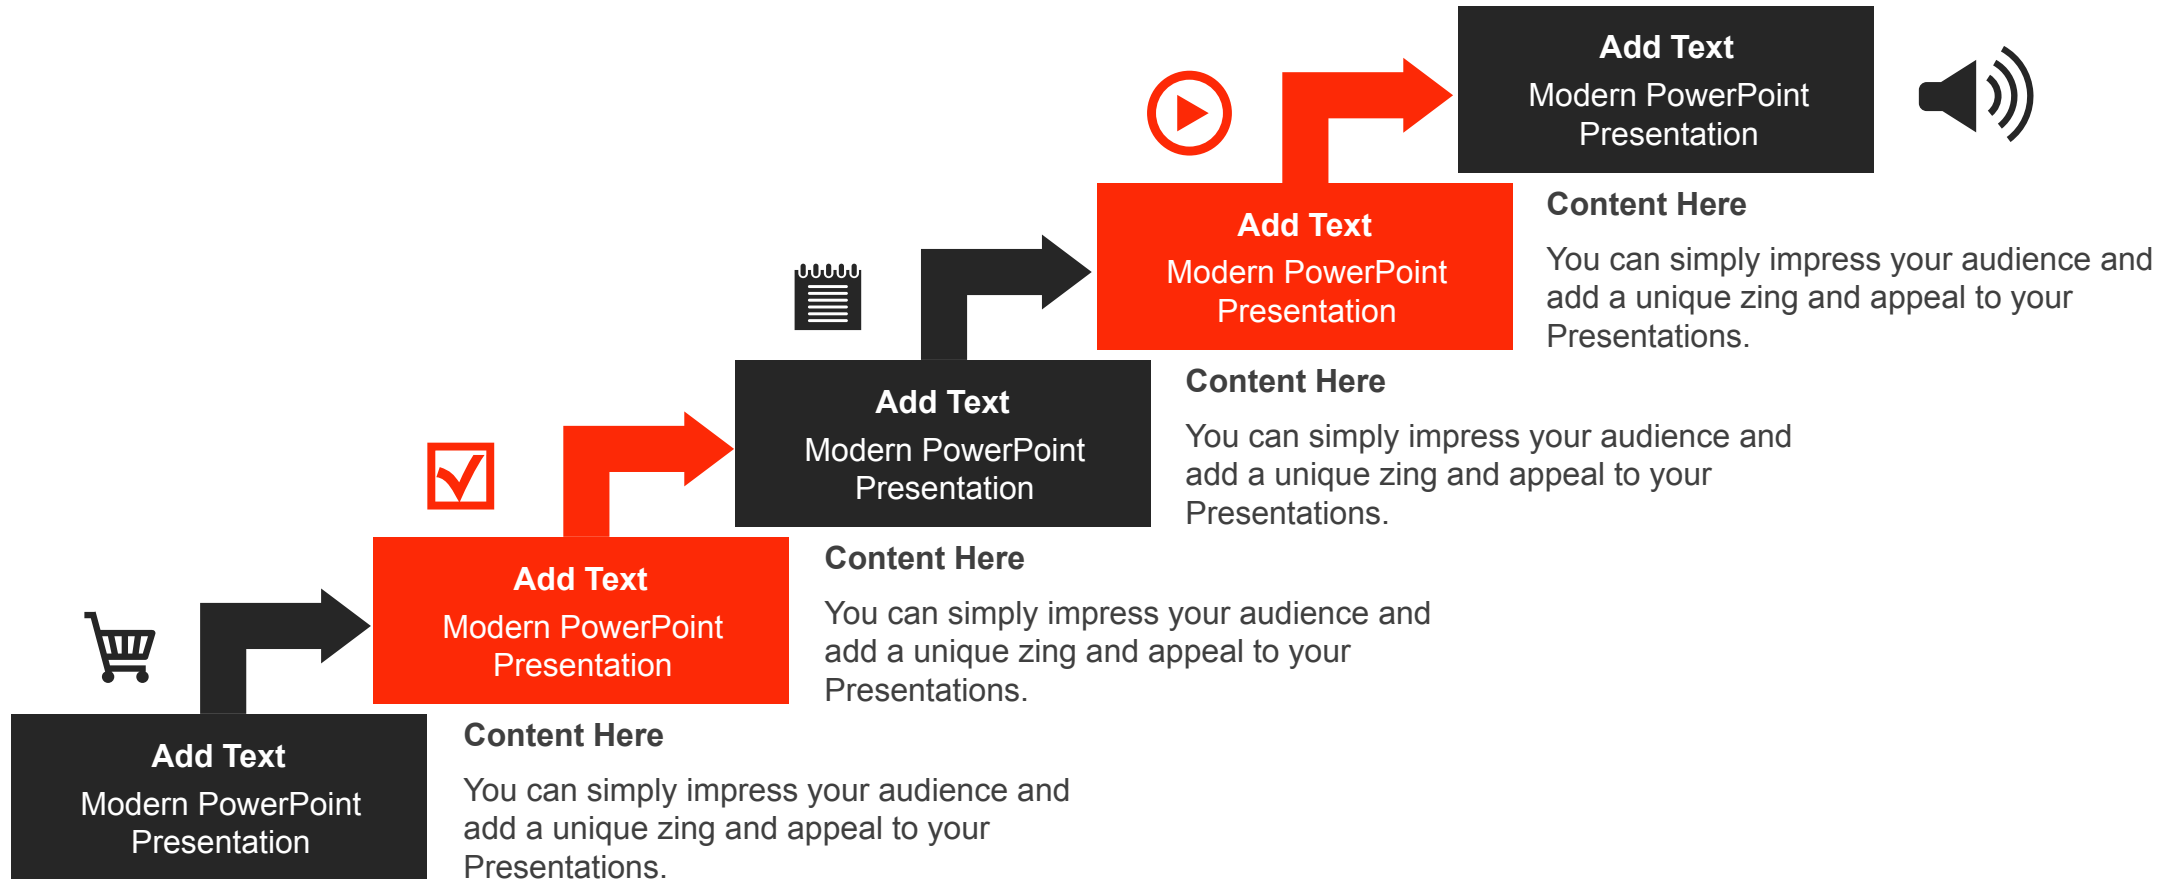 Add Text
Modern PowerPoint
Presentation
Content Here
You can simply impress your audience and
add a unique zing and appeal to your
Presentations.
Add Text
Modern PowerPoint
Presentation
Content Here
You can simply impress your audience and
add a unique zing and appeal to your
Presentations.
Add Text
Modern PowerPoint
Presentation
Content Here
You can simply impress your audience and
add a unique zing and appeal to your
Presentations.
Add Text
Modern PowerPoint
Presentation
Content Here
You can simply impress your audience and
add a unique zing and appeal to your
Presentations.
Add Text
Modern PowerPoint
Presentation